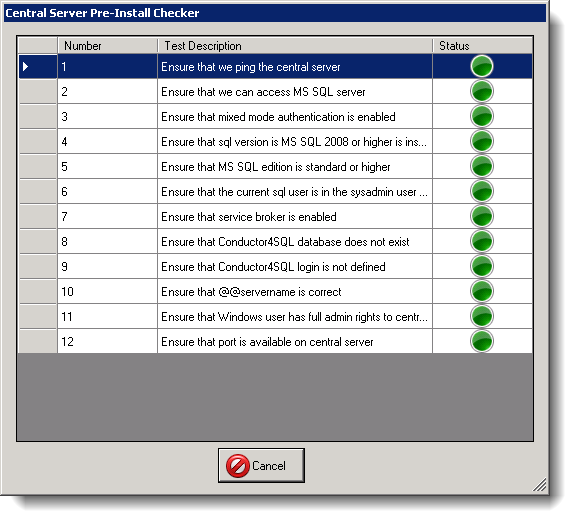 Central Server Pre-Install Checker
Number Test Description Status
1 Ensure that we ping the central server
2 Ensure that we can access MS SQL server
3 Ensure that mixed mode authentication is enabled
4 Ensure that sql version is MS SQL 2008 or higher is ins...
5 Ensure that MS SQL edition is standard or higher
6 Ensure that the current sql user is in the sysadmin user ...
7 Ensure that service broker is enabled
8 Ensure that Conductor4SQL database does not exist
9 Ensure that Conductor4SQL login is not defined
10 Ensure that @@servername is correct
11 Ensure that Windows user has full admin rights to centr...
12 Ensure that port is available on central server
Cancel